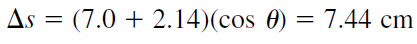 Δs = (7.0 + 2.14)(cos θ) = 7.44 cm